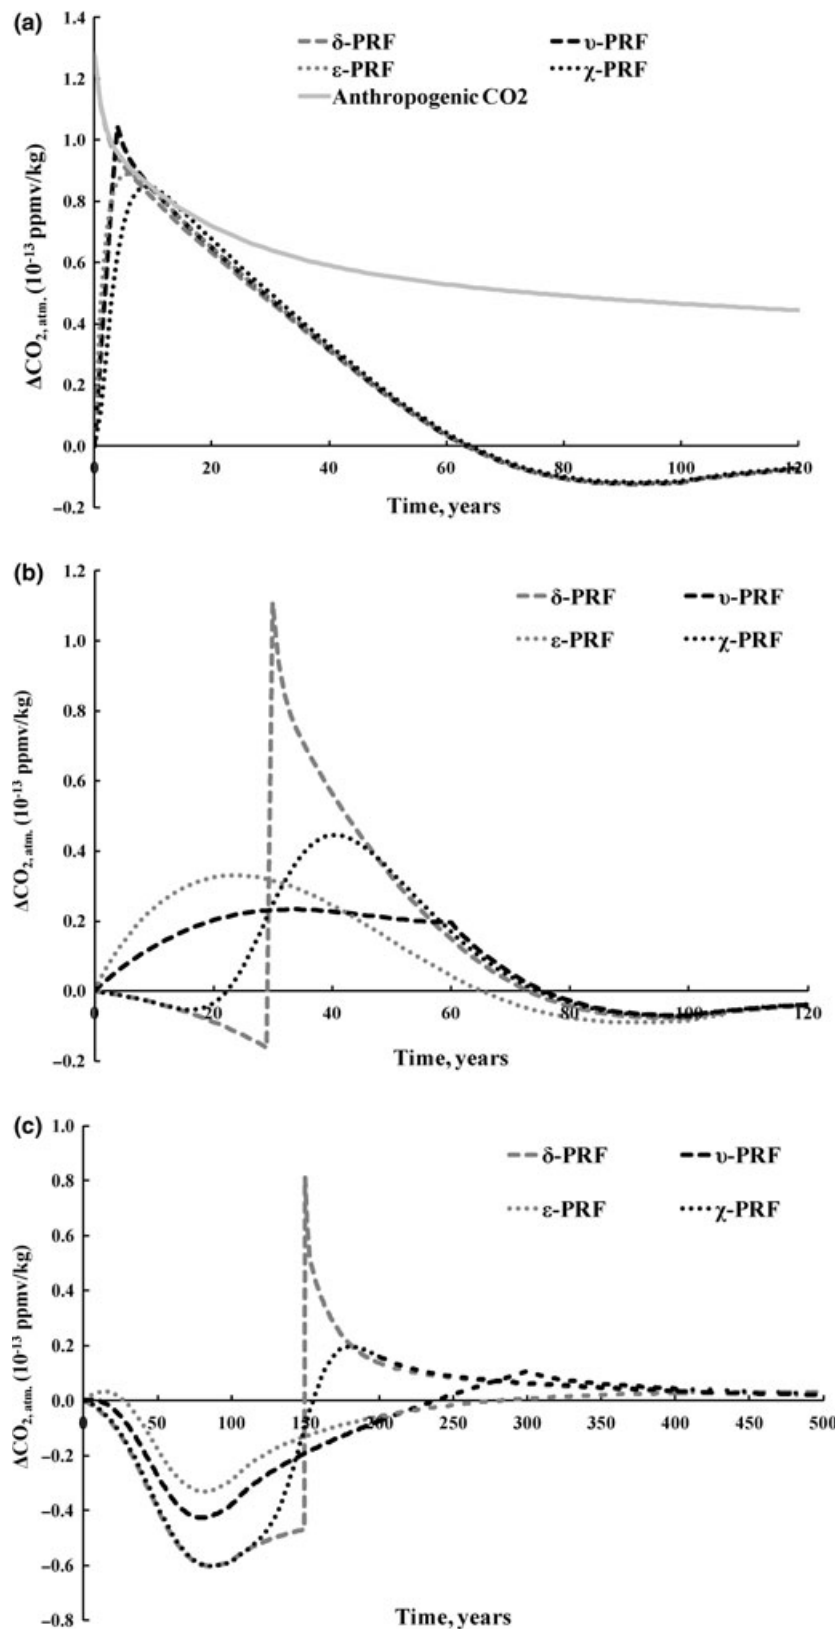 (a)
1.4
1.2
1.0
0.8
0.6
0.4
0.2
0.0
–0.2
ΔCO2, atm. (10-13 ppmv/kg)
δ-PRF υ-PRF
ε-PRF χ-PRF
Anthropogenic CO2
0 20 40 60 80 100 120
Time, years
(b)
1.2
1.0
0.8
0.6
0.4
0.2
0.0
–0.2
ΔCO2, atm. (10-13 ppmv/kg)
δ-PRF υ-PRF
ε-PRF χ-PRF
0 20 40 60 80 100 120
Time, years
(c)
1.0
0.8
0.6
0.4
0.2
0.0
–0.2
–0.4
–0.6
–0.8
ΔCO2, atm. (10-13 ppmv/kg)
δ-PRF υ-PRF
ε-PRF χ-PRF
0 50 100 150 200 250 300 350 400 450 500
Time, years